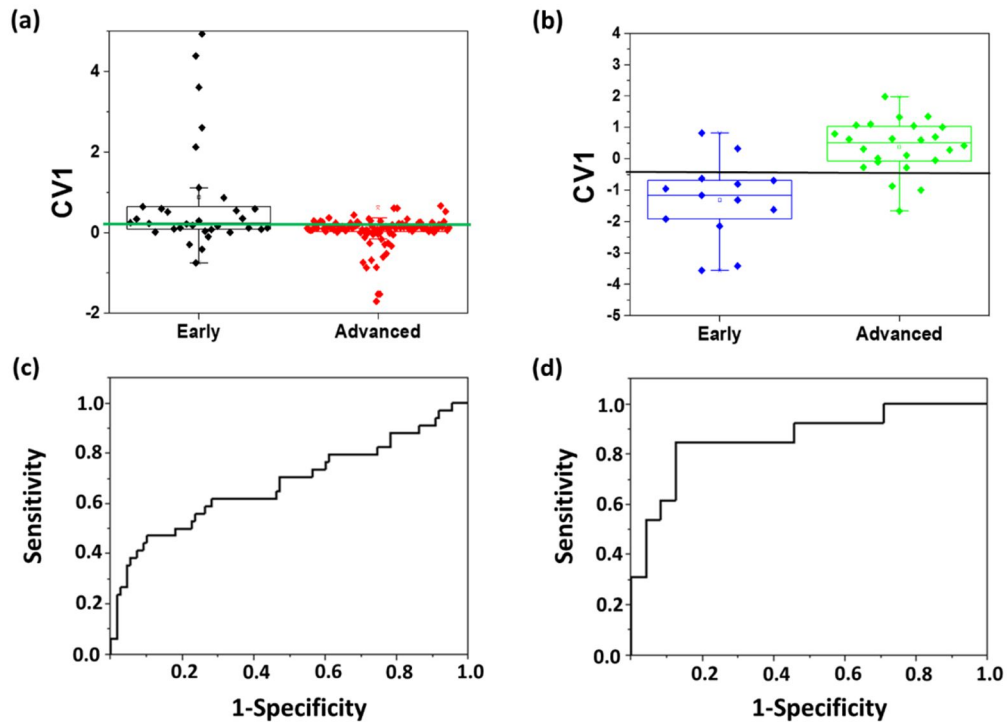 (a)
CV1
4
2
0
-2
Early
Advanced
(b)
CV1
4
3
2
1
0
-1
-2
-3
-4
-5
Early
Advanced
(c)
Sensitivity
1.0
0.8
0.6
0.4
0.2
0.0
0.2
0.4
0.6
0.8
1.0
1-Specificity
(d)
Sensitivity
1.0
0.8
0.6
0.4
0.2
0.0
0.2
0.4
0.6
0.8
1.0
1-Specificity